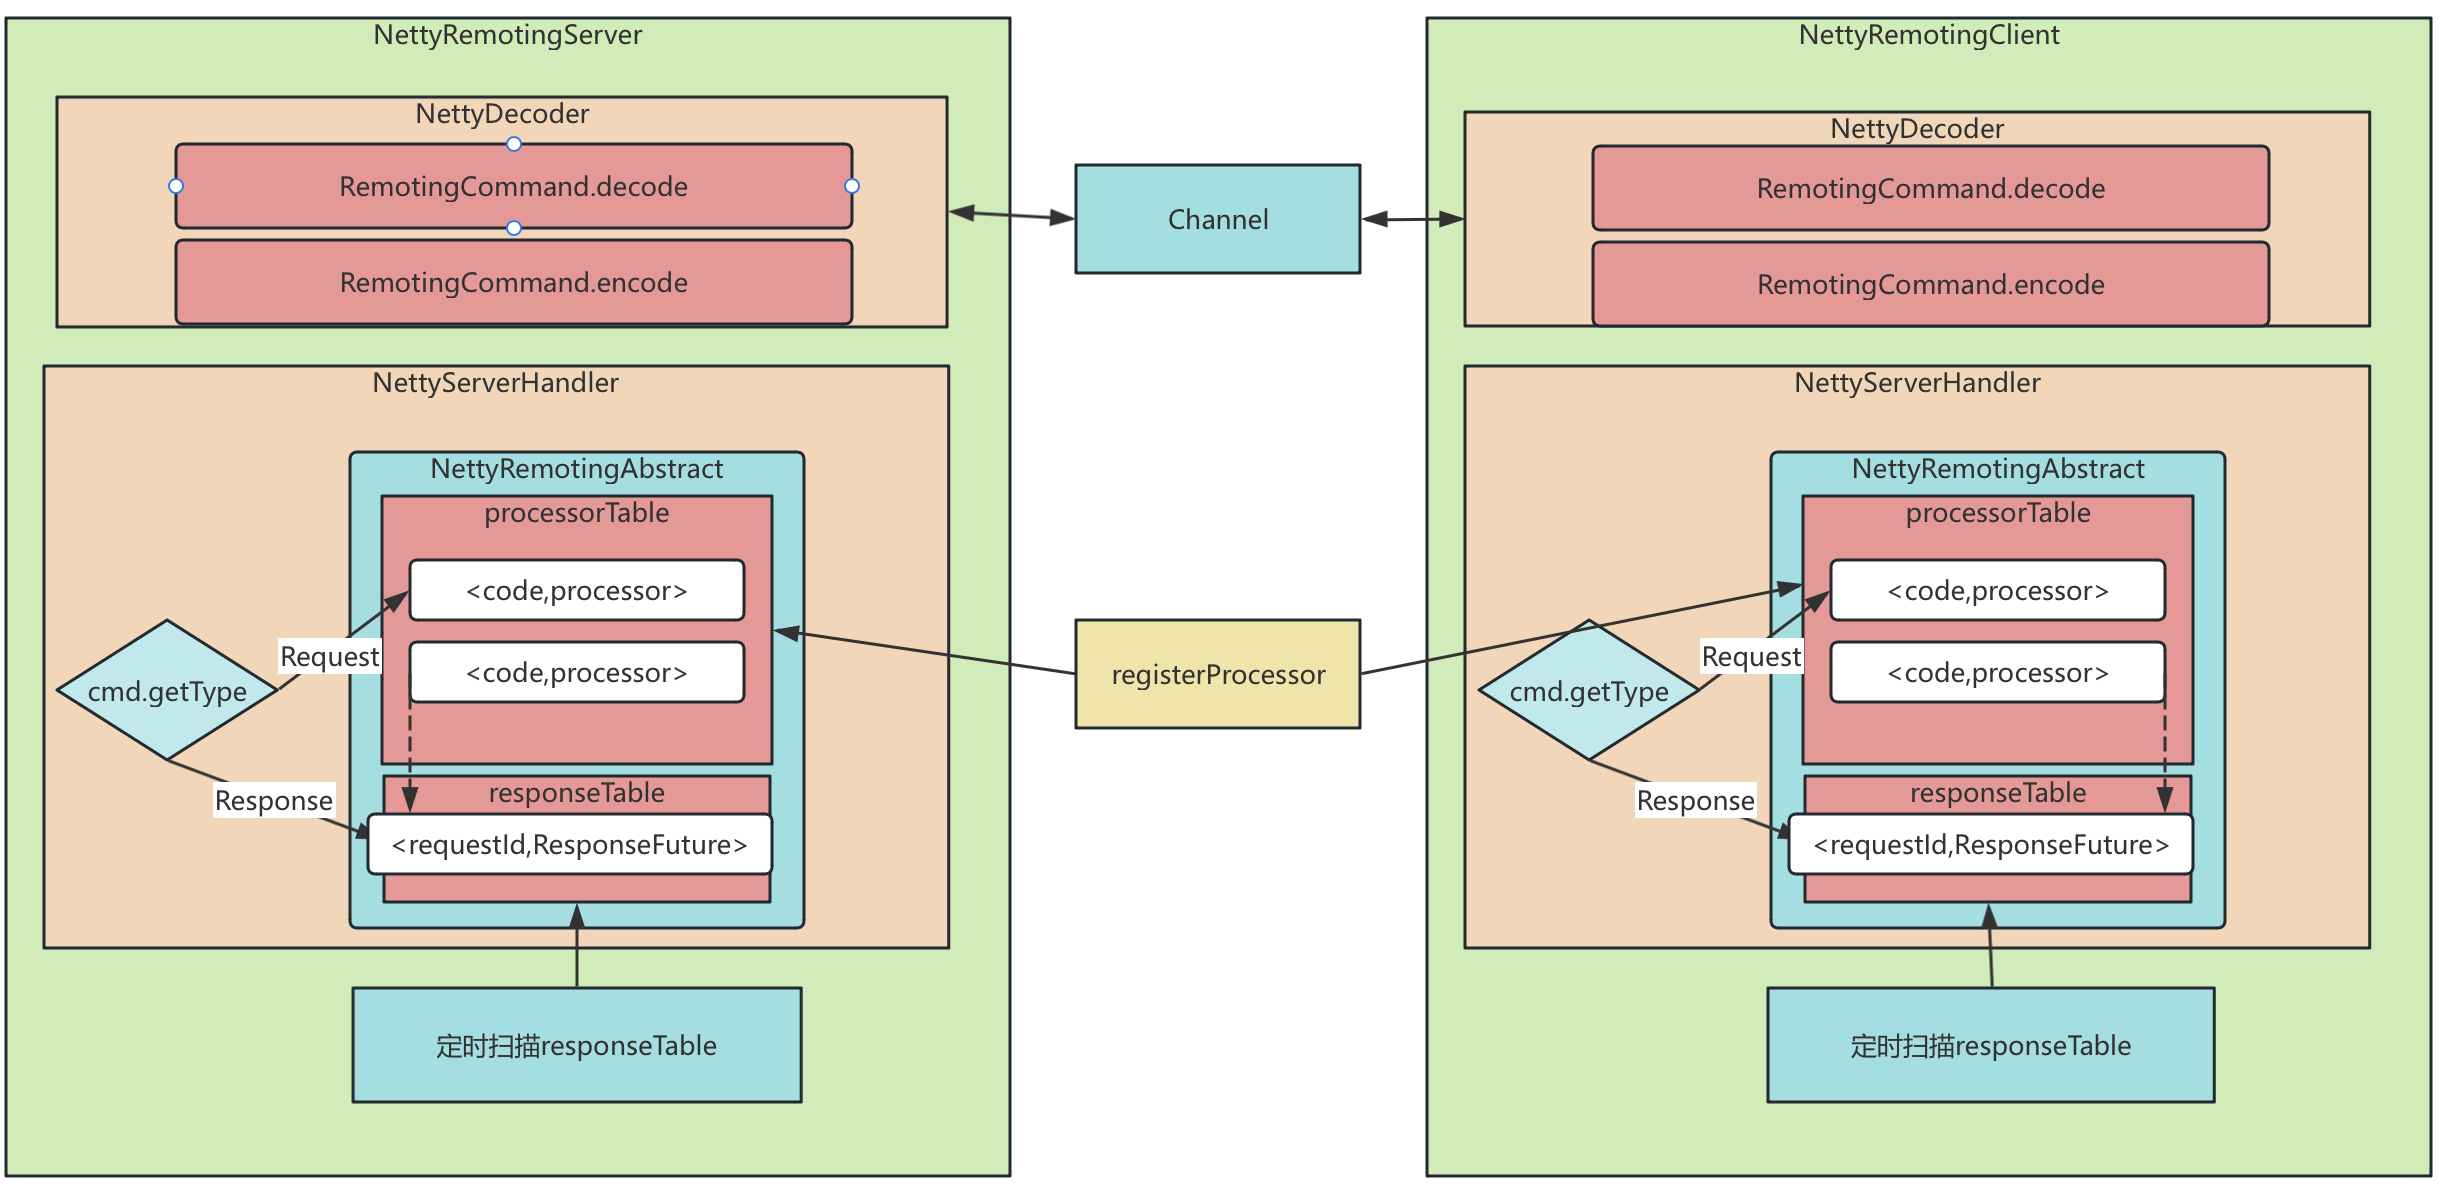 NettyRemotingServer
NettyDecoder
RemotingCommand.decode
RemotingCommand.encode
NettyServerHandler
NettyRemotingAbstract
processorTable
<code,processor>
<code,processor>
Request
cmd.getType
Response
responseTable
<requestId,ResponseFuture>
定时扫描responseTable
Channel
registerProcessor
NettyRemotingClient
NettyDecoder
RemotingCommand.decode
RemotingCommand.encode
NettyServerHandler
NettyRemotingAbstract
processorTable
<code,processor>
<code,processor>
Request
cmd.getType
Response
responseTable
<requestId,ResponseFuture>
定时扫描responseTable